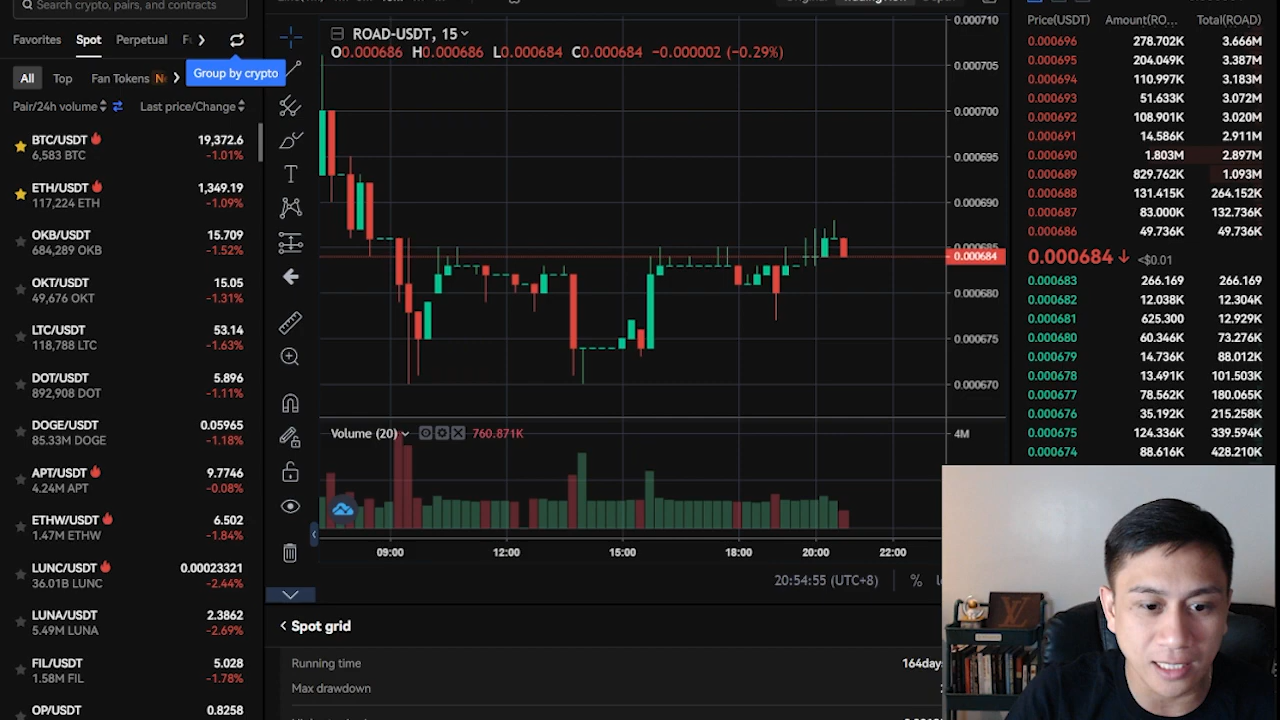 Search crypto, pairs, and contracts
Favorites Spot Perpetual
Group by crypto
All Top Fan Tokens
Pair/24h volume Last price/Change
BTC/USDT 19,372.6
6,583 BTC -1.01%
ETH/USDT 1,349.19
117,224 ETH -1.09%
OKB/USDT 15.709
684,289 OKB -1.52%
OKT/USDT 15.05
49,676 OKT -1.31%
LTC/USDT 53.14
118,788 LTC -1.63%
DOT/USDT 5.896
892,908 DOT -1.11%
DOGE/USDT 0.05965
85.33M DOGE -1.18%
APT/USDT 9.7746
4.24M APT -0.08%
ETHW/USDT 6.502
1.47M ETHW -1.84%
LUNC/USDT 0.00023321
36.01B LUNC -2.44%
LUNA/USDT 2.3862
5.49M LUNA -2.69%
FIL/USDT 5.028
1.58M FIL -1.78%
OP/USDT 0.8258
ROAD-USDT, 15
O0.000686 H0.000686 L0.000684 C0.000684 -0.000002 (-0.29%)
0.000710
0.000705
0.000700
0.000695
0.000690
0.000685
0.000684
0.000680
0.000675
0.000670
Volume (20) 760.871K
4M
09:00 12:00 15:00 18:00 20:00 22:00
20:54:55 (UTC+8) %
Spot grid
Running time 164days
Max drawdown
Price(USDT) Amount(RO... Total(ROAD)
0.000696 278.702K 3.666M
0.000695 204.049K 3.387M
0.000694 110.997K 3.183M
0.000693 51.633K 3.072M
0.000692 108.901K 3.020M
0.000691 14.586K 2.911M
0.000690 1.803M 2.897M
0.000689 829.762K 1.093M
0.000688 131.415K 264.152K
0.000687 83.000K 132.736K
0.000686 49.736K 49.736K
0.000684 <$0.01
0.000683 266.169 266.169
0.000682 12.038K 12.304K
0.000681 625.300 12.929K
0.000680 60.346K 73.276K
0.000679 14.736K 88.012K
0.000678 13.491K 101.503K
0.000677 78.562K 180.065K
0.000676 35.192K 215.258K
0.000675 124.336K 339.594K
0.000674 88.616K 428.210K